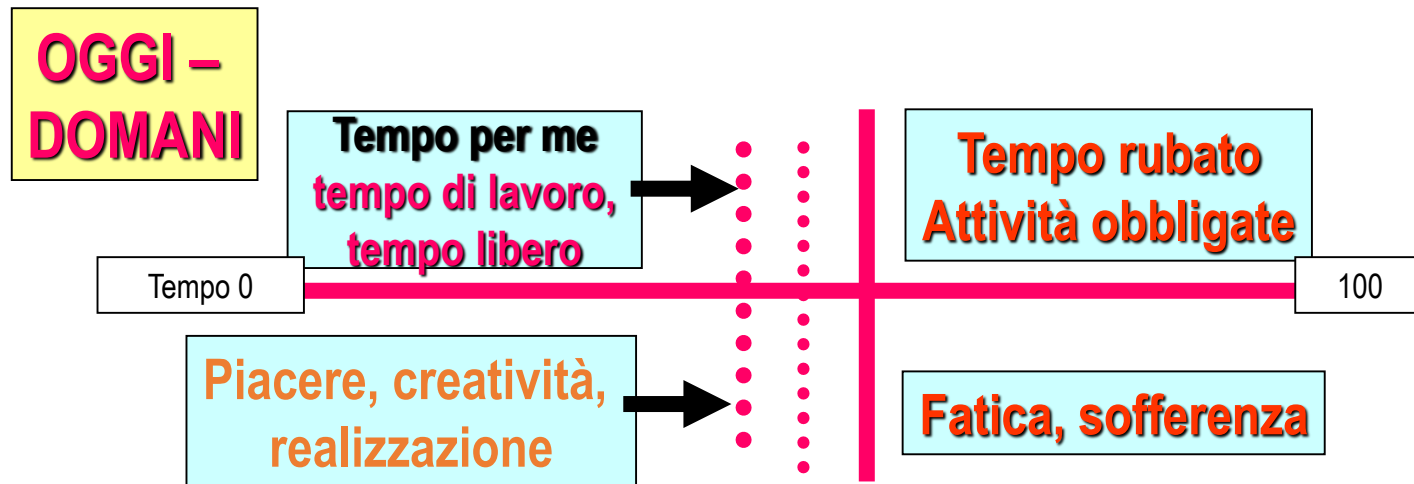 OGGI –
DOMANI
Tempo per me
tempo di lavoro,
tempo libero
Tempo rubato
Attività obbligate
Tempo 0
100
Piacere, creatività,
realizzazione
Fatica, sofferenza